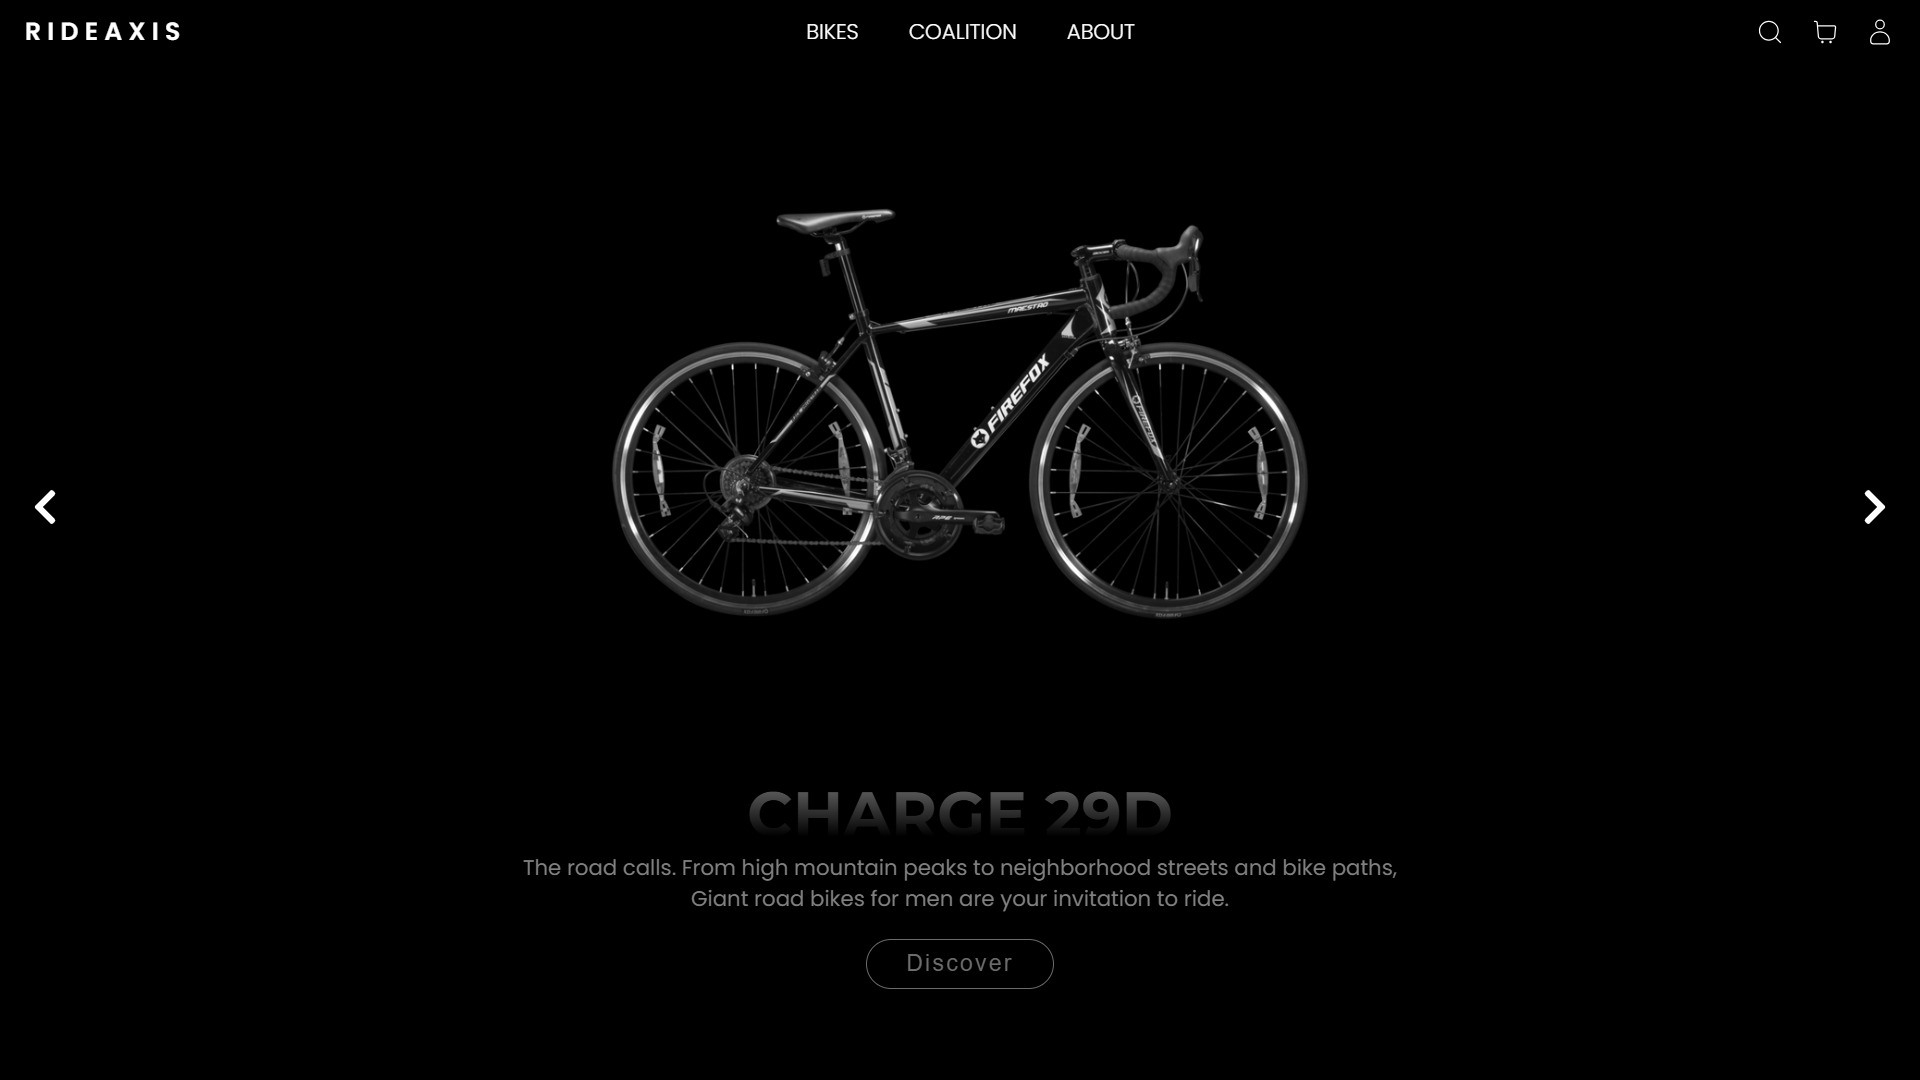 RIDEAXIS
BIKES
COALITION
ABOUT
MAESTRO
FIREFOX
CHARGE 29D
The road calls. From high mountain peaks to neighborhood streets and bike paths,
Giant road bikes for men are your invitation to ride.
Discover